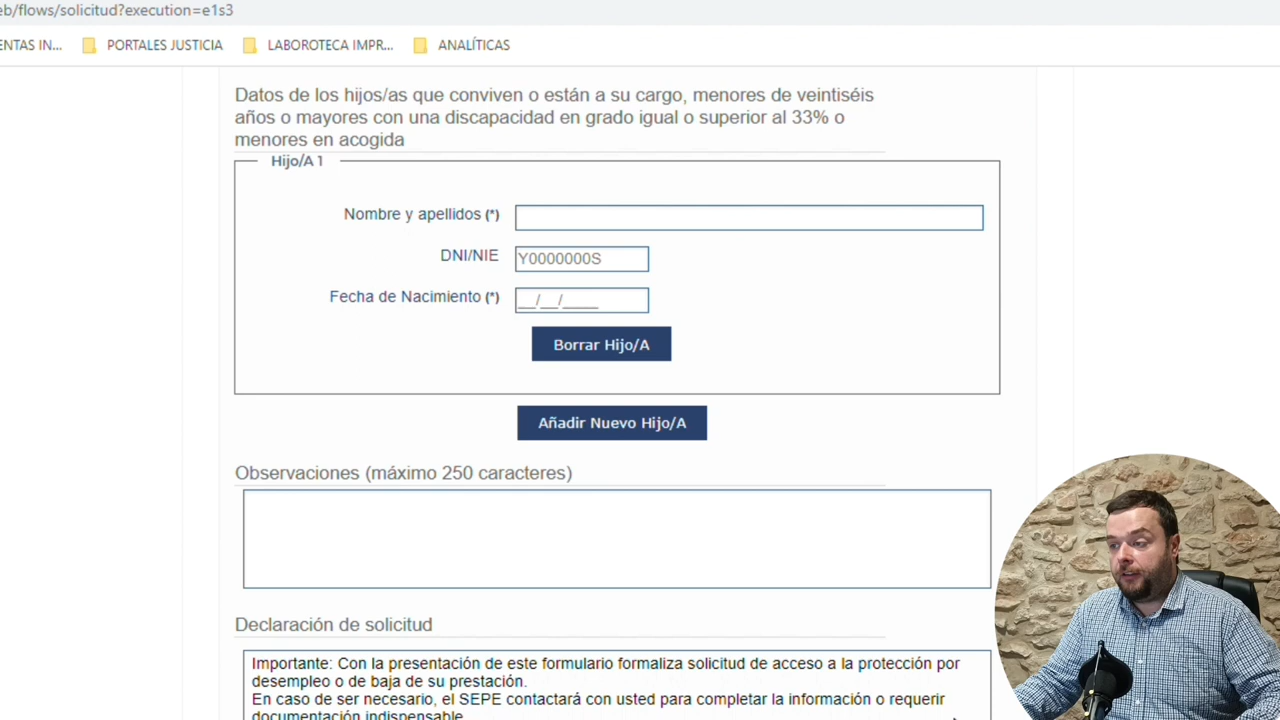 eb/flows/solicitud?execution=e1s3
ENTAS IN... PORTALES JUSTICIA LABOROTECA IMPR... ANALÍTICAS
Datos de los hijos/as que conviven o están a su cargo, menores de veintiséis
años o mayores con una discapacidad en grado igual o superior al 33% o
menores en acogida
Hijo/A 1
Nombre y apellidos (*)
DNI/NIE Y0000000S
Fecha de Nacimiento (*) __/__/____
Borrar Hijo/A
Añadir Nuevo Hijo/A
Observaciones (máximo 250 caracteres)
Declaración de solicitud
Importante: Con la presentación de este formulario formaliza solicitud de acceso a la protección por
desempleo o de baja de su prestación.
En caso de ser necesario, el SEPE contactará con usted para completar la información o requerir
documentación indispensable.